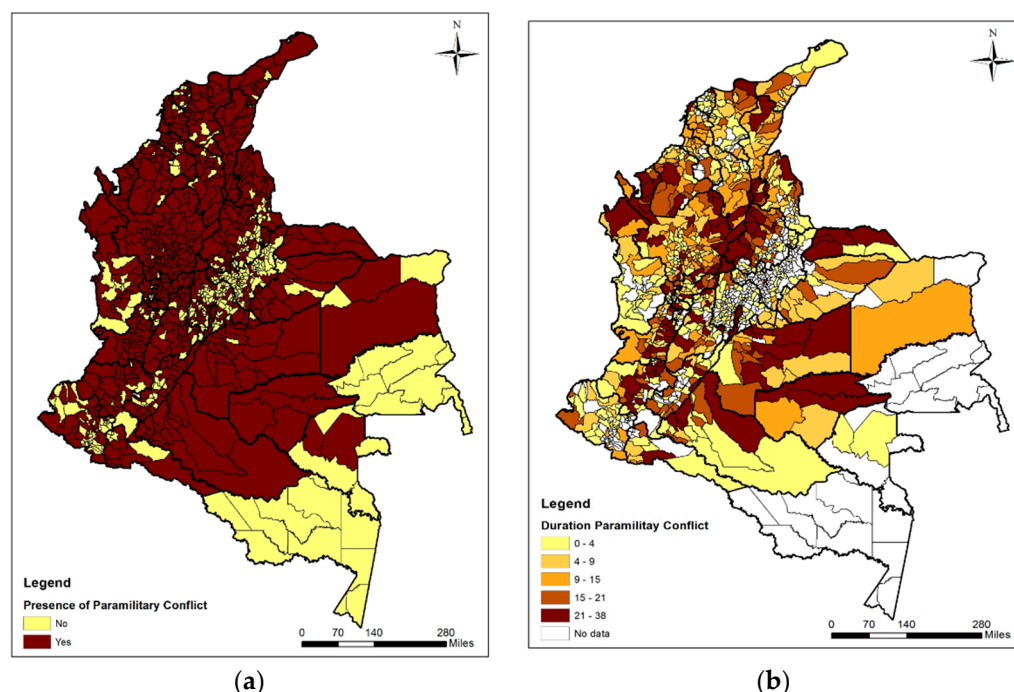 N
Legend
Presence of Paramilitary Conflict
No
Yes
0 70 140 280
Miles
(a)
N
Legend
Duration Paramilitay Conflict
0 - 4
4 - 9
9 - 15
15 - 21
21 - 38
No data
0 70 140 280
Miles
(b)